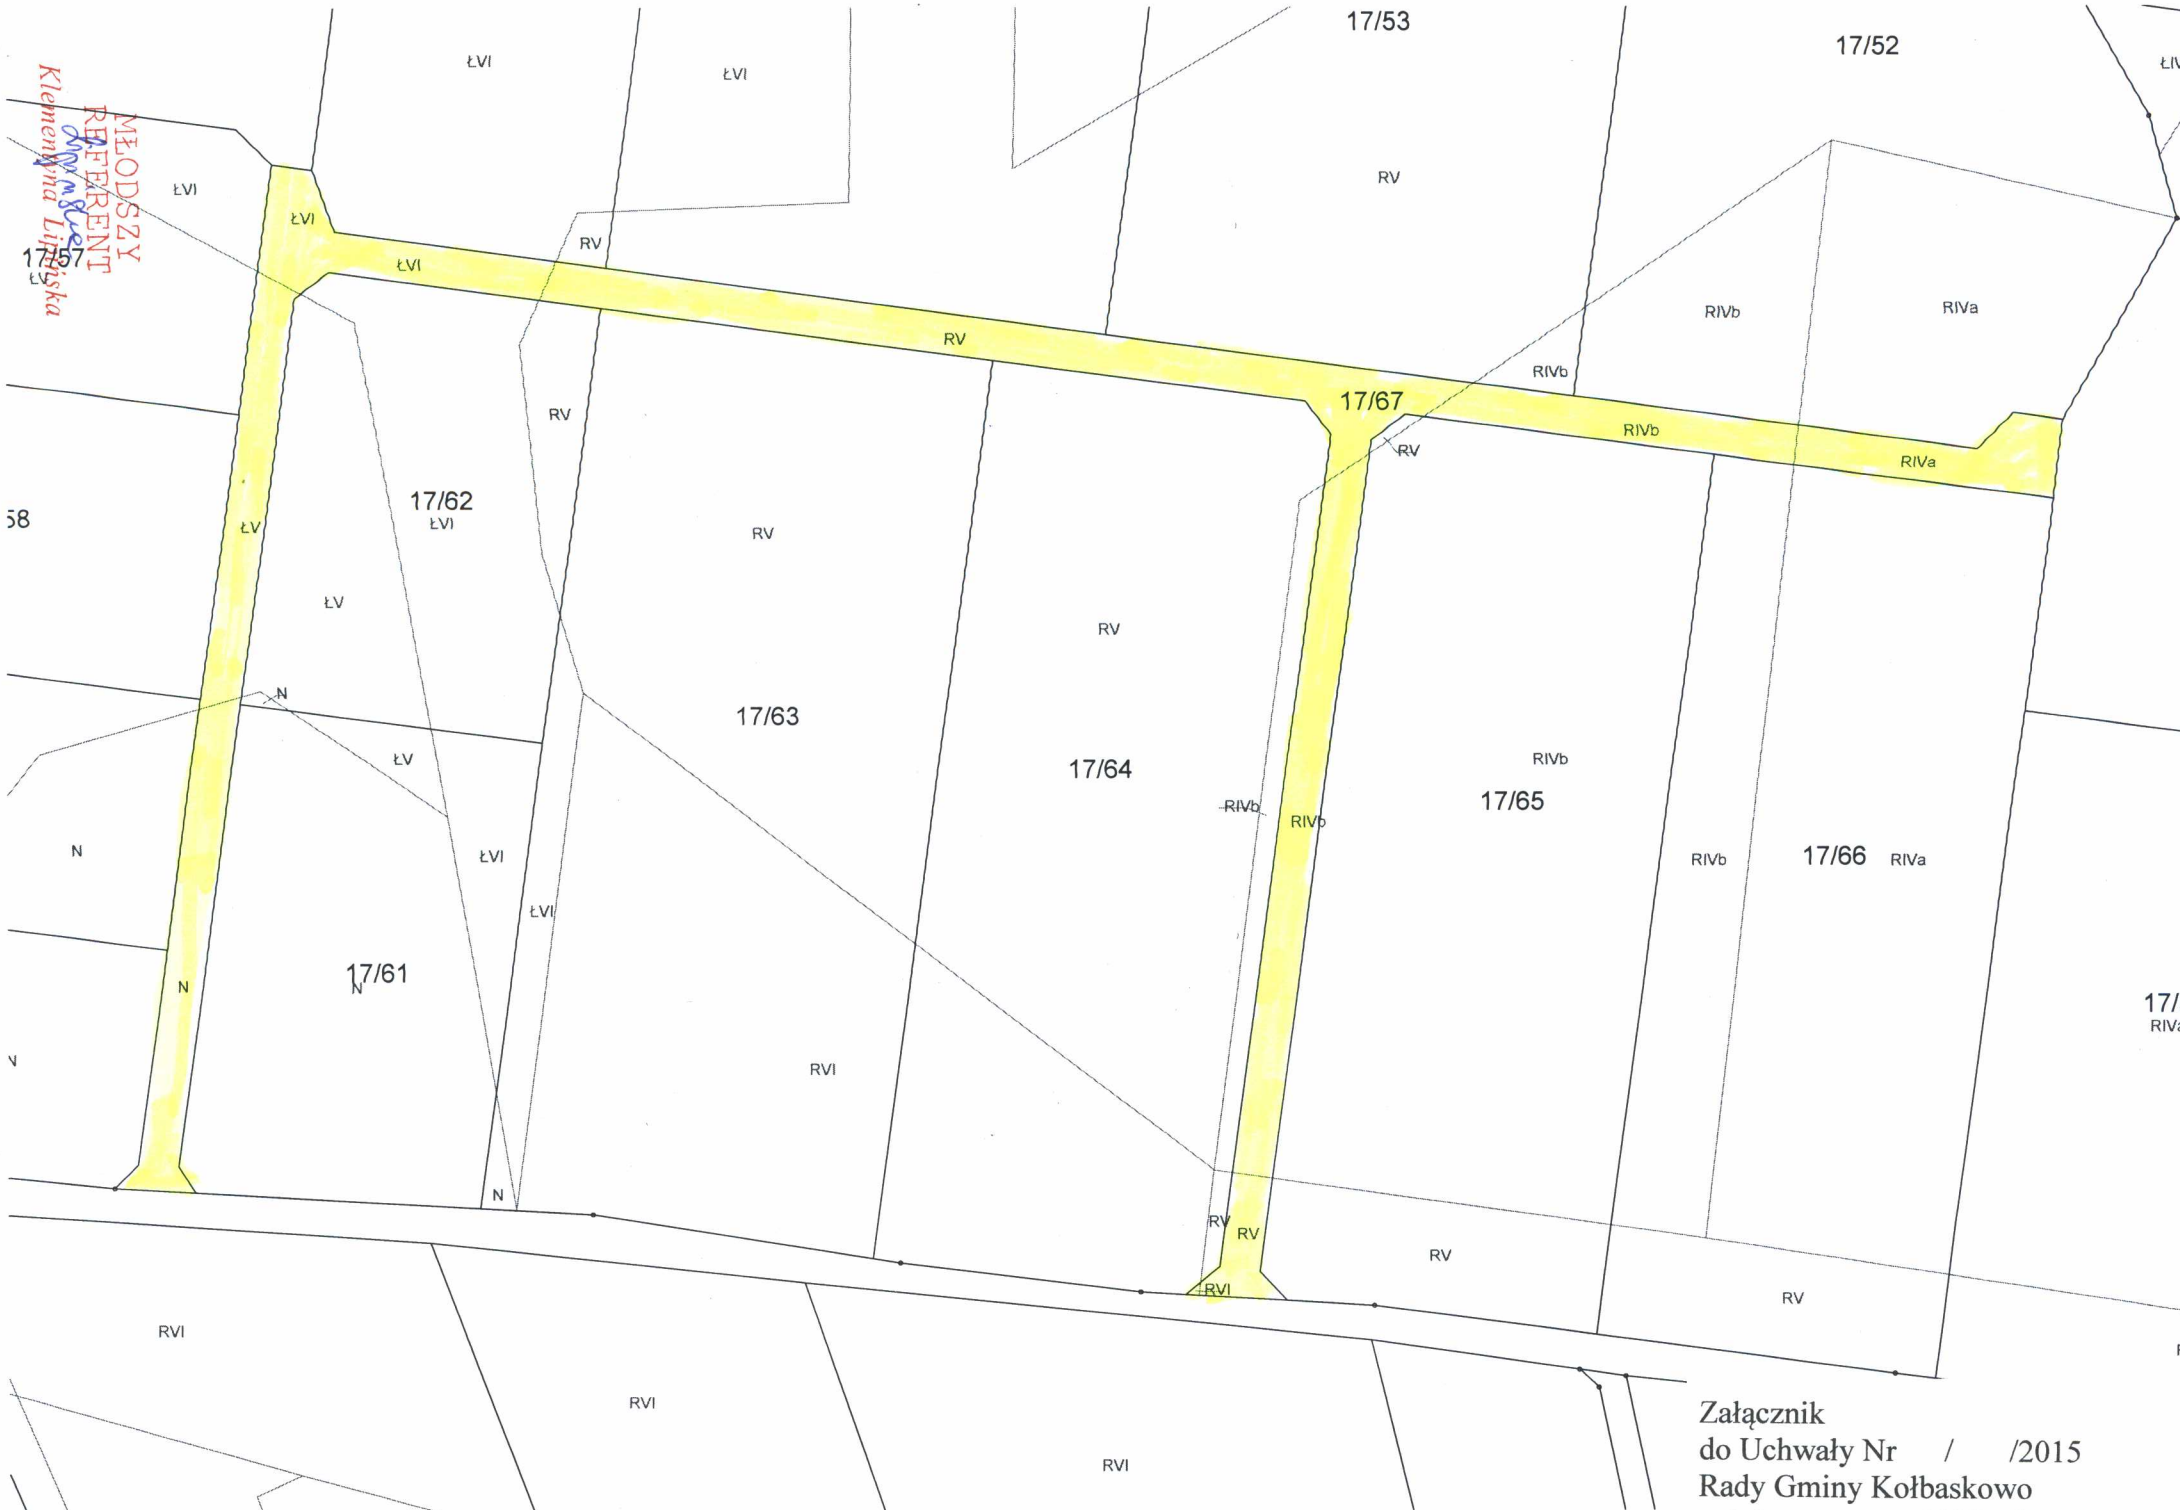 17/53
17/52
ŁVI
ŁVI
MŁODSZY
REFERENT
Klementyna Lipińska
ŁVI
RV
ŁVI
RV
17/57
ŁV
ŁVI
RIVb
RIVa
RV
RIVb
17/67
RV
RIVb
RV
RIVa
17/62
ŁVI
58
ŁV
RV
ŁV
RV
N
17/63
ŁV
17/64
RIVb
17/65
RIVb
RIVb
N
ŁVI
RIVb
17/66
RIVa
ŁVI
17/61
N
N
17/
N
RVI
N
RV
RV
RV
RVI
RV
RVI
RVI
RVI
Załącznik
do Uchwały Nr / /2015
Rady Gminy Kołbaskowo